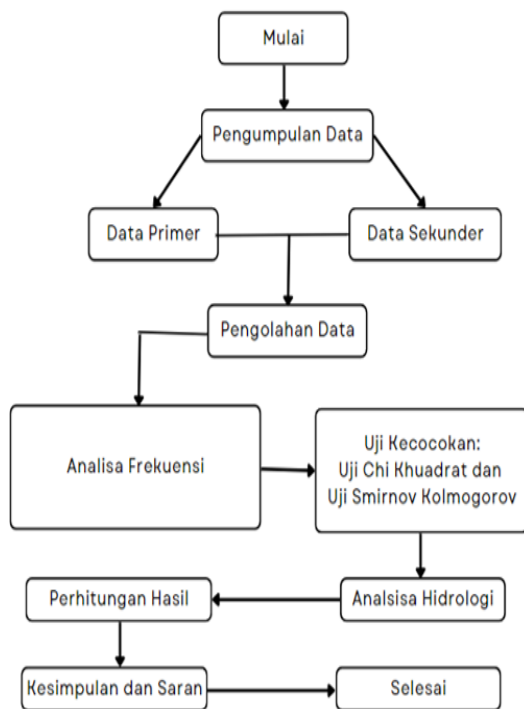 Mulai
Pengumpulan Data
Data Primer
Data Sekunder
Pengolahan Data
Analisa Frekuensi
Uji Kecocokan:
Uji Chi Khuadrat dan
Uji Smirnov Kolmogorov
Analsisa Hidrologi
Perhitungan Hasil
Kesimpulan dan Saran
Selesai